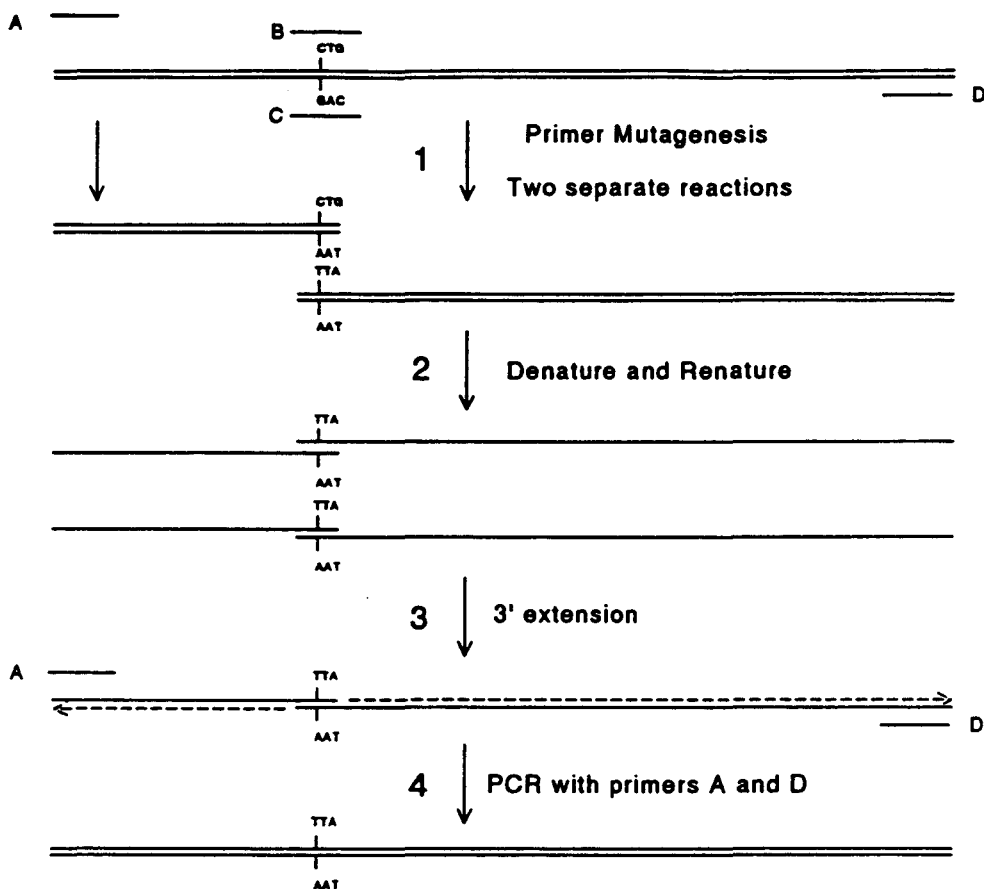 A
B
CTG
GAC
C
D
1
Primer Mutagenesis
Two separate reactions
CTG
AAT
TTA
AAT
2
Denature and Renature
TTA
AAT
TTA
AAT
3
3' extension
A
TTA
AAT
D
4
PCR with primers A and D
TTA
AAT